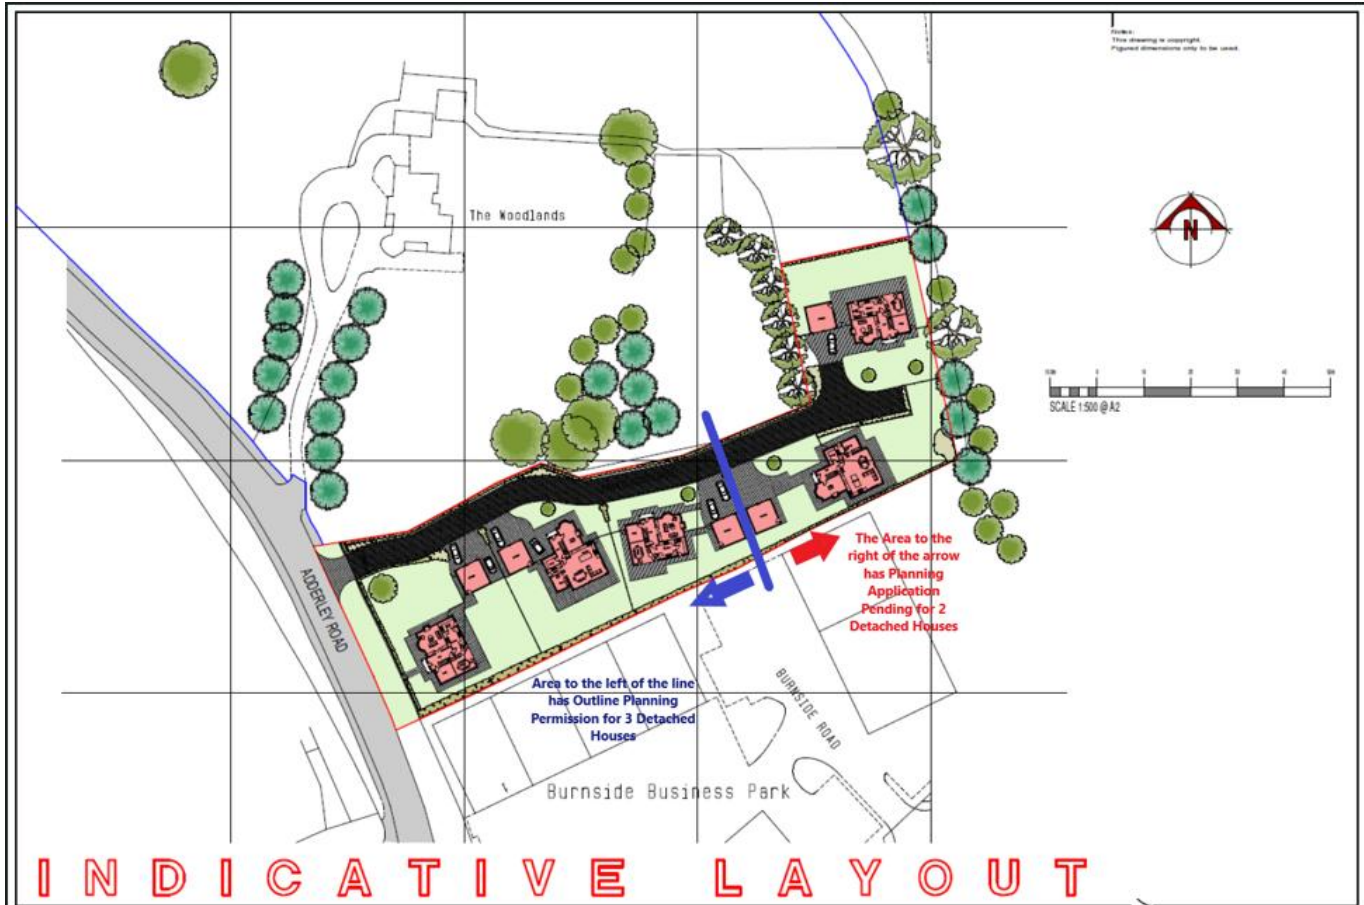 Notes:
This drawing is copyright.
Figured dimensions only to be used.
The Woodlands
N
SCALE 1:500 @ A2
ADDERLEY ROAD
The Area to the
right of the arrow
has Planning
Application
Pending for 2
Detached Houses
Area to the left of the line
has Outline Planning
Permission for 3 Detached
Houses
BURNSIDE ROAD
Burnside Business Park
INDICATIVE LAYOUT